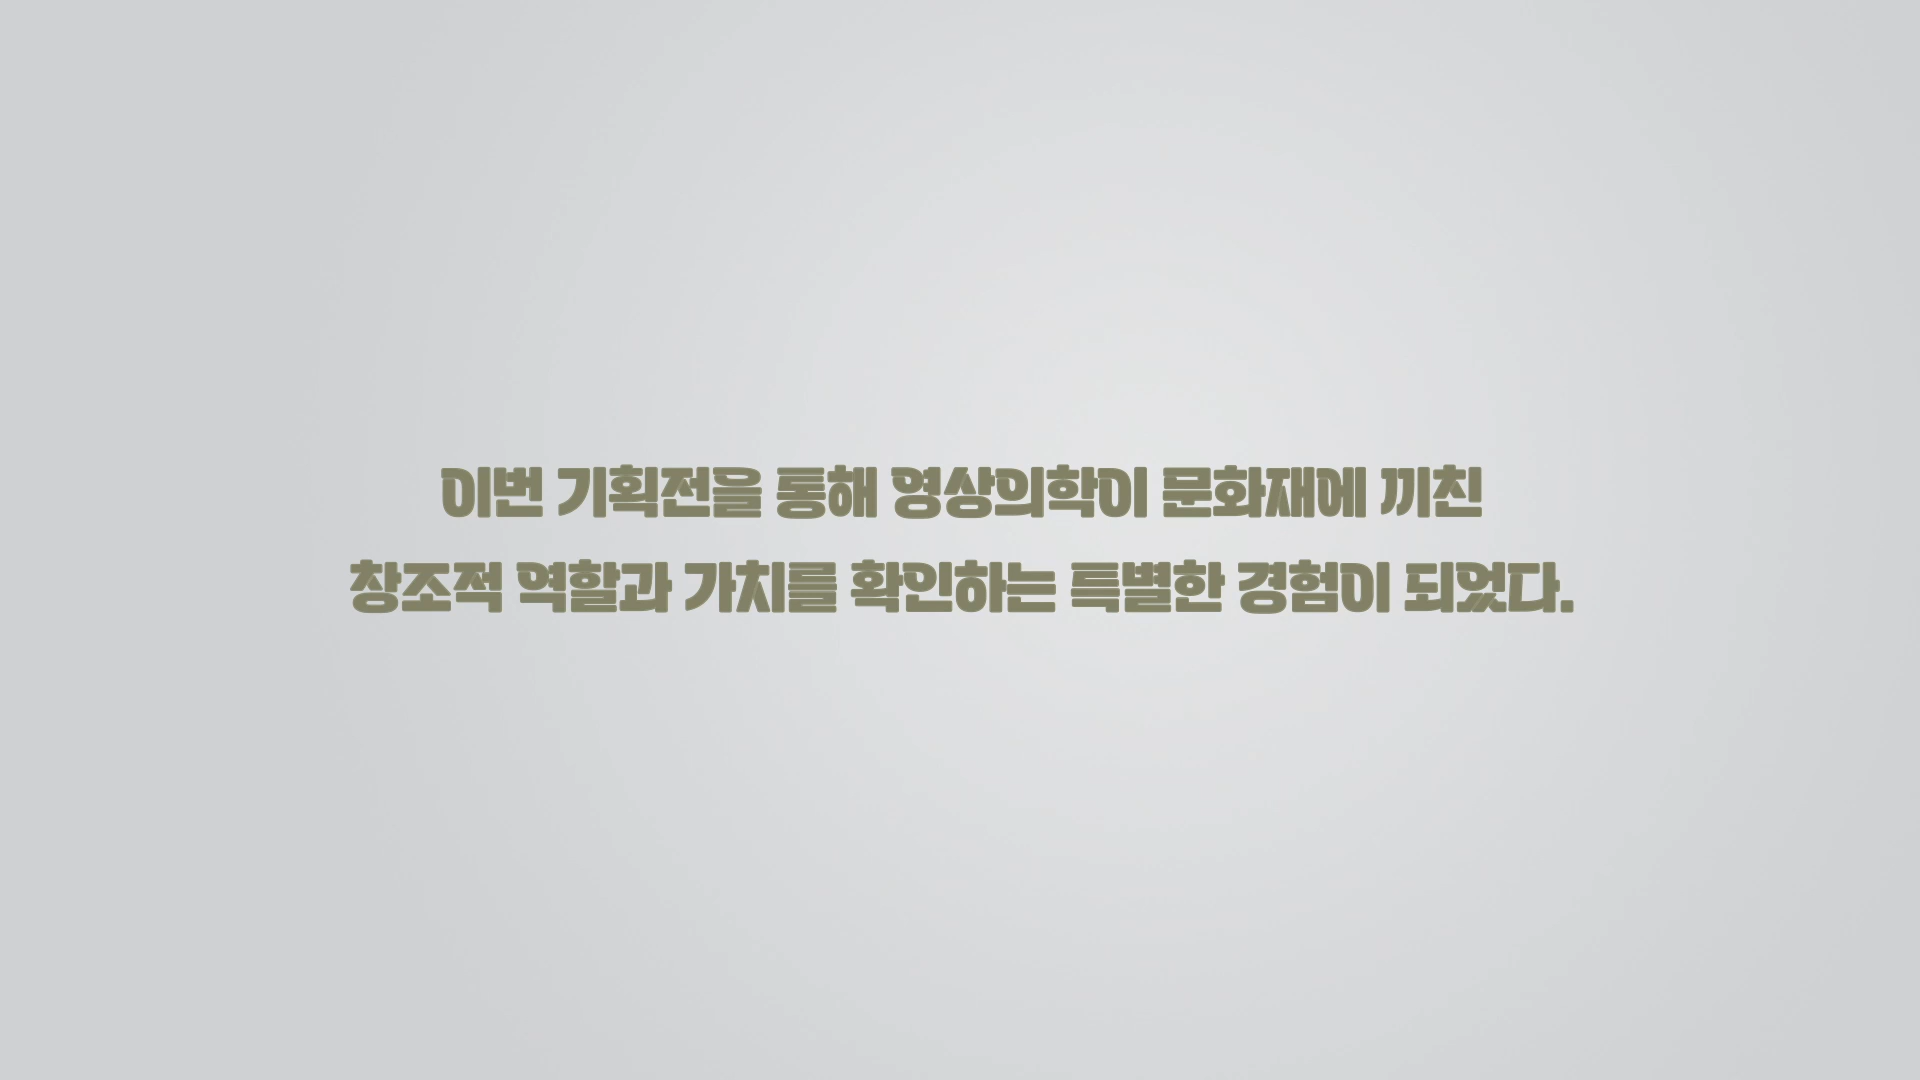 이번 기획전을 통해 영상의학이 문화재에 끼친
창조적 역할과 가치를 확인하는 특별한 경험이 되었다.